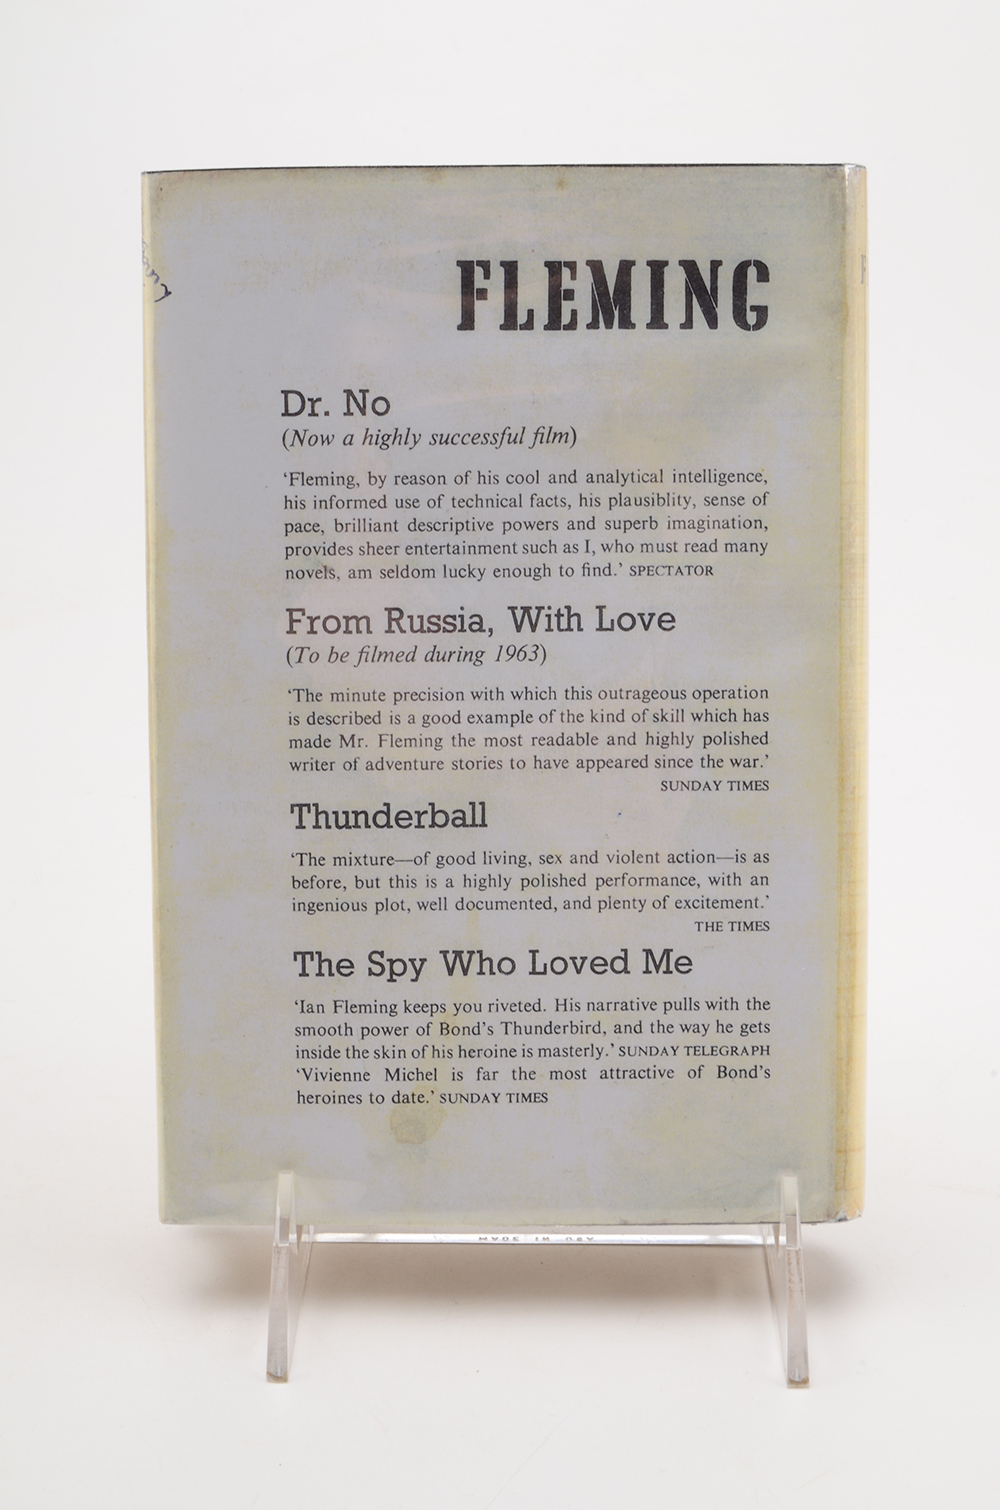 FLEMING
Dr. No
(Now a highly successful film)
‘Fleming, by reason of his cool and analytical intelligence,
his informed use of technical facts, his plausiblity, sense of
pace, brilliant descriptive powers and superb imagination,
provides sheer entertainment such as I, who must read many
novels, am seldom lucky enough to find.’ SPECTATOR
From Russia, With Love
(To be filmed during 1963)
‘The minute precision with which this outrageous operation
is described is a good example of the kind of skill which has
made Mr. Fleming the most readable and highly polished
writer of adventure stories to have appeared since the war.’
SUNDAY TIMES
Thunderball
‘The mixture—of good living, sex and violent action—is as
before, but this is a highly polished performance, with an
ingenious plot, well documented, and plenty of excitement.’
THE TIMES
The Spy Who Loved Me
‘Ian Fleming keeps you riveted. His narrative pulls with the
smooth power of Bond’s Thunderbird, and the way he gets
inside the skin of his heroine is masterly.’ SUNDAY TELEGRAPH
‘Vivienne Michel is far the most attractive of Bond’s
heroines to date.’ SUNDAY TIMES